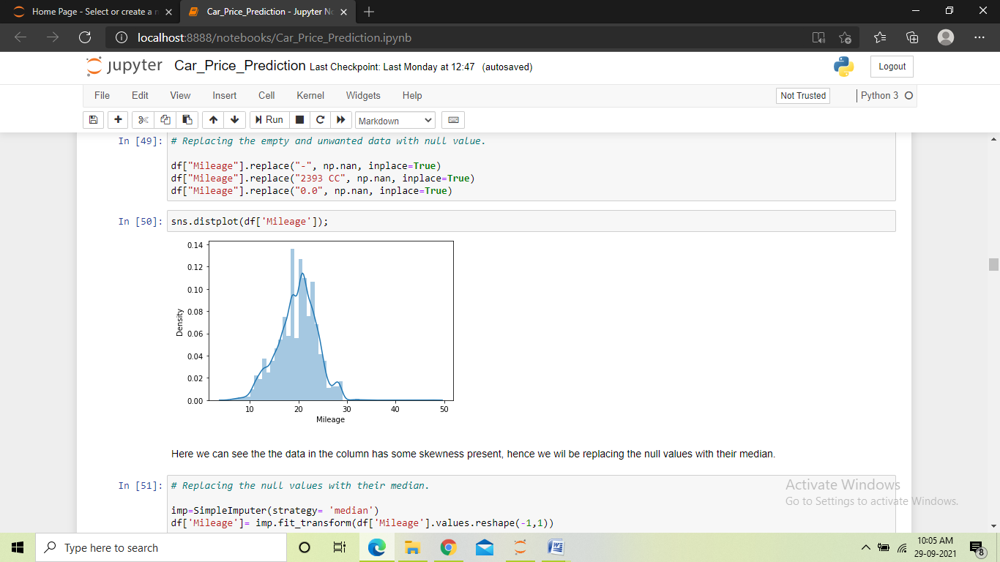 Home Page - Select or create a n
Car_Price_Prediction - Jupyter No
localhost:8888/notebooks/Car_Price_Prediction.ipynb
jupyter Car_Price_Prediction Last Checkpoint: Last Monday at 12:47 (autosaved)
Logout
File Edit View Insert Cell Kernel Widgets Help
Not Trusted
Python 3
Run
Markdown
In [49]: # Replacing the empty and unwanted data with null value.
df["Mileage"].replace("-", np.nan, inplace=True)
df["Mileage"].replace("2393 CC", np.nan, inplace=True)
df["Mileage"].replace("0.0", np.nan, inplace=True)
In [50]: sns.distplot(df['Mileage']);
0.14
0.12
0.10
0.08
0.06
0.04
0.02
0.00
Density
10 20 30 40 50
Mileage
Here we can see the the data in the column has some skewness present, hence we wil be replacing the null values with their median.
In [51]: # Replacing the null values with their median.
imp=SimpleImputer(strategy= 'median')
df['Mileage']= imp.fit_transform(df['Mileage'].values.reshape(-1,1))
Activate Windows
Go to Settings to activate Windows.
Type here to search
10:05 AM
29-09-2021
8